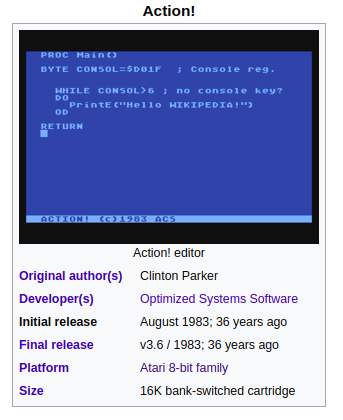 Action!
PROC Main()
BYTE CONSOL=$D01F ; Console reg.
WHILE CONSOL>6 ; no console key?
DO
PrintE("Hello WIKIPEDIA!")
OD
RETURN
ACTION! (c)1983 ACS
Action! editor
Original author(s) Clinton Parker
Developer(s) Optimized Systems Software
Initial release August 1983; 36 years ago
Final release v3.6 / 1983; 36 years ago
Platform Atari 8-bit family
Size 16K bank-switched cartridge